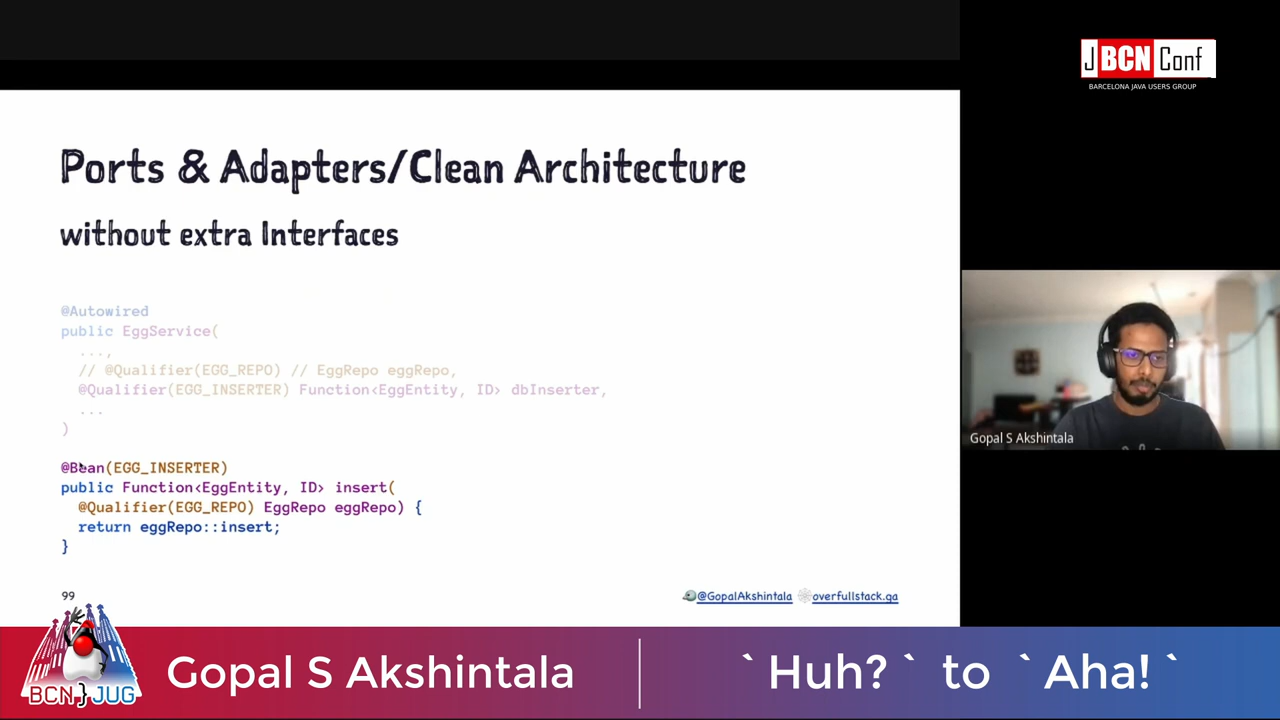 JBCN Conf
BARCELONA JAVA USERS GROUP
Ports & Adapters/Clean Architecture
without extra Interfaces
@Autowired
public EggService(
...,
// @Qualifier(EGG_REPO) // EggRepo eggRepo,
@Qualifier(EGG_INSERTER) Function<EggEntity, ID> dbInserter,
...
)
@Bean(EGG_INSERTER)
public Function<EggEntity, ID> insert(
@Qualifier(EGG_REPO) EggRepo eggRepo) {
return eggRepo::insert;
}
99
@GopalAkshintala overfullstack.ga
Gopal S Akshintala
BCN}JUG
Gopal S Akshintala
`Huh?` to `Aha!`